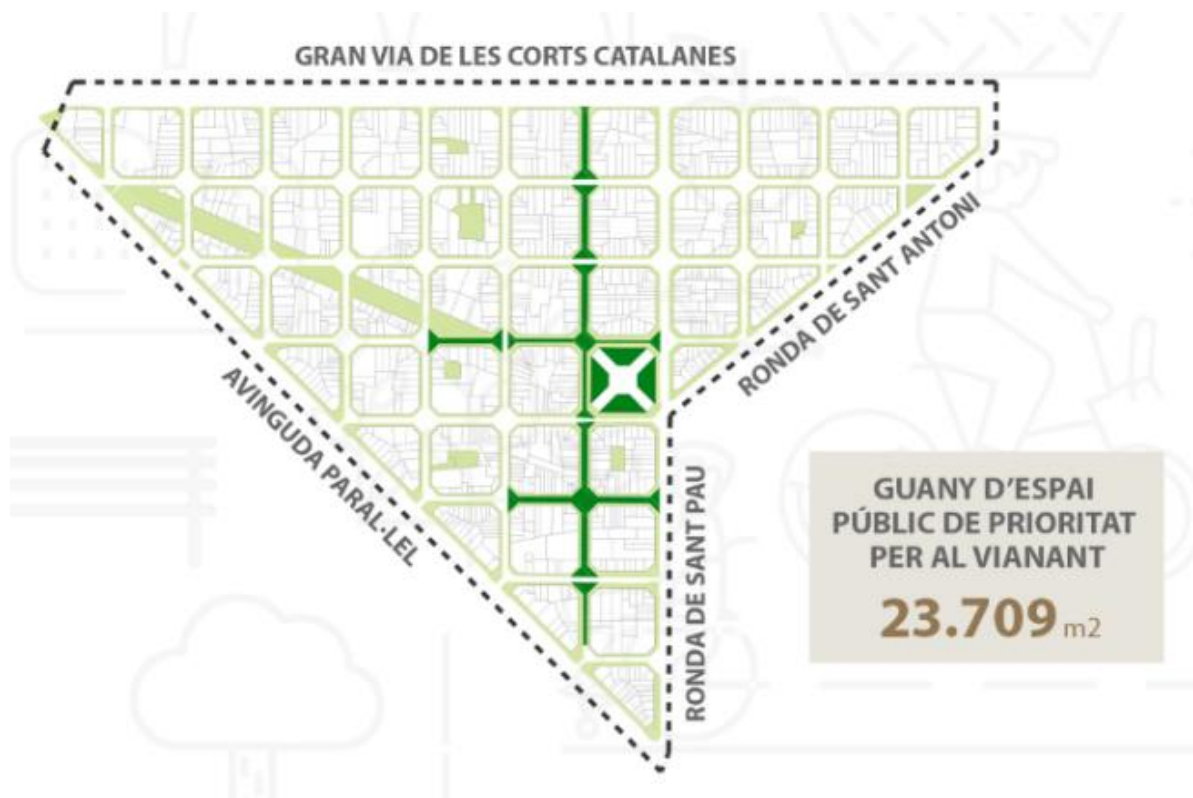 GRAN VIA DE LES CORTS CATALANES
RONDA DE SANT ANTONI
AVINGUDA PARAL·LEL
RONDA DE SANT PAU
GUANY D'ESPAI
PÚBLIC DE PRIORITAT
PER AL VIANANT
23.709 m2